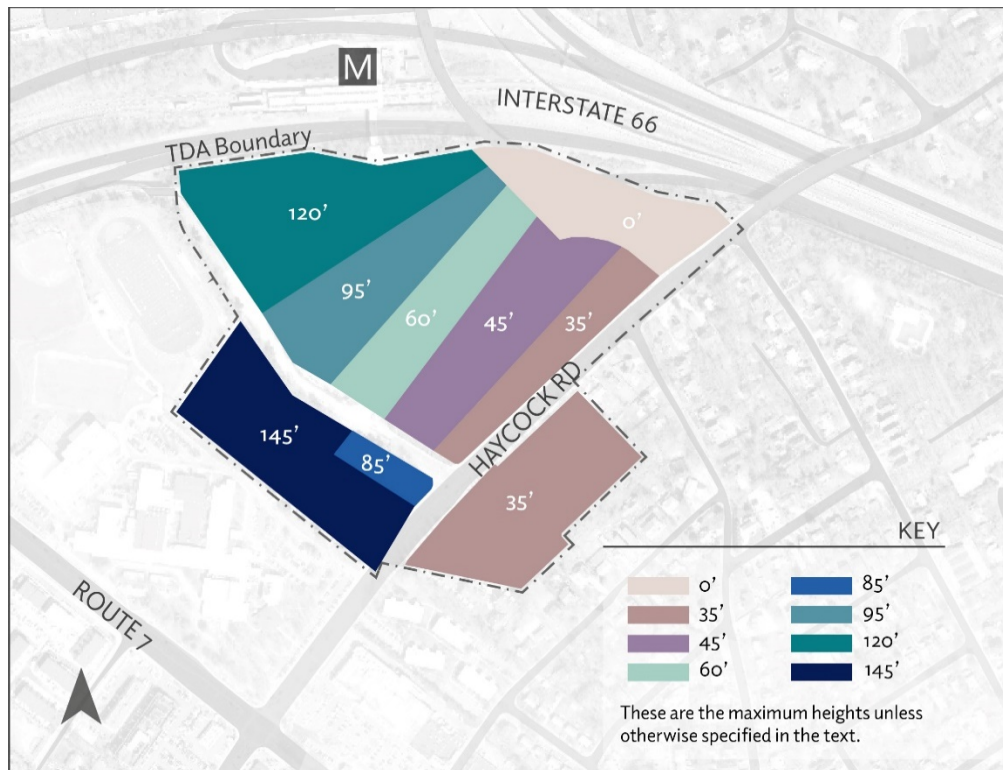 M
INTERSTATE 66
TDA Boundary
120’
0’
95’
60’
45’
35’
HAYCOCK RD
145’
85’
35’
ROUTE 7
KEY
0’
35’
45’
60’
85’
95’
120’
145’
These are the maximum heights unless
otherwise specified in the text.